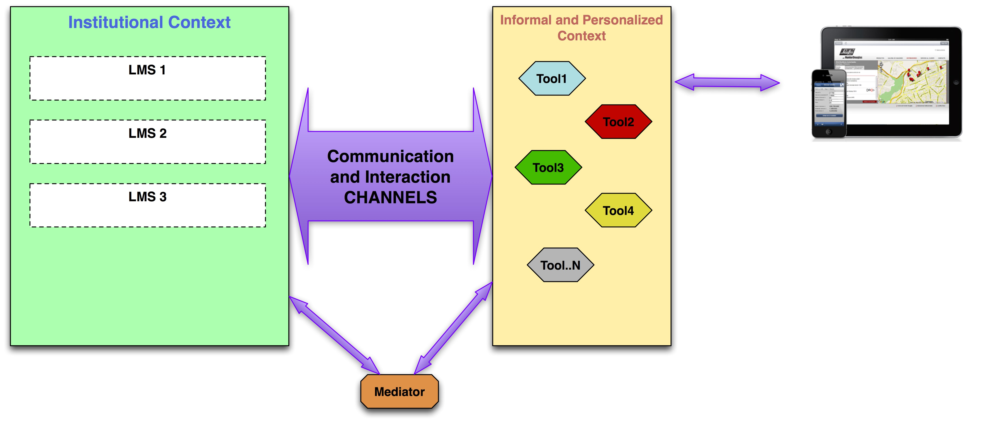 Institutional Context
LMS 1
LMS 2
LMS 3
Communication
and Interaction
CHANNELS
Informal and Personalized
Context
Tool1
Tool2
Tool3
Tool4
Tool..N
Mediator
HunterDouglas